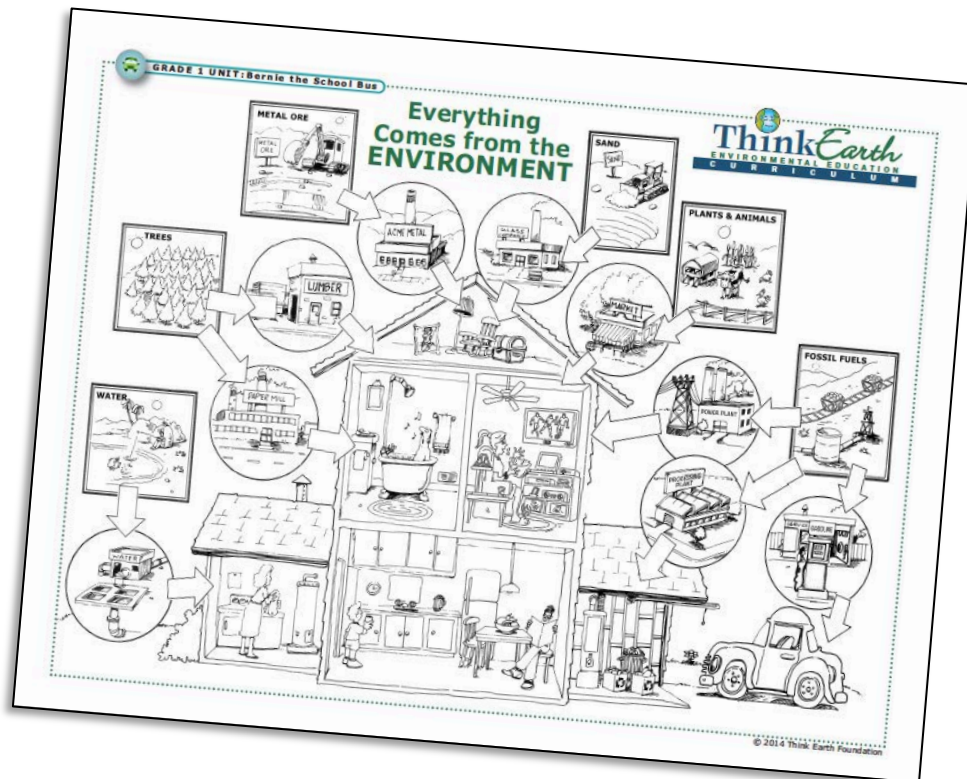 GRADE 1 UNIT: Bernie the School Bus
Everything
Comes from the
ENVIRONMENT
ThinkEarth
ENVIRONMENTAL EDUCATION
CURRICULUM
METAL ORE
METAL
ORE
SAND
SAND
ACME METAL
GLASS
PLANTS & ANIMALS
TREES
LUMBER
MARKET
FOSSIL FUELS
WATER
PAPER MILL
POWER PLANT
PROCESSING
PLANT
GASOLINE
WATER
© 2014 Think Earth Foundation